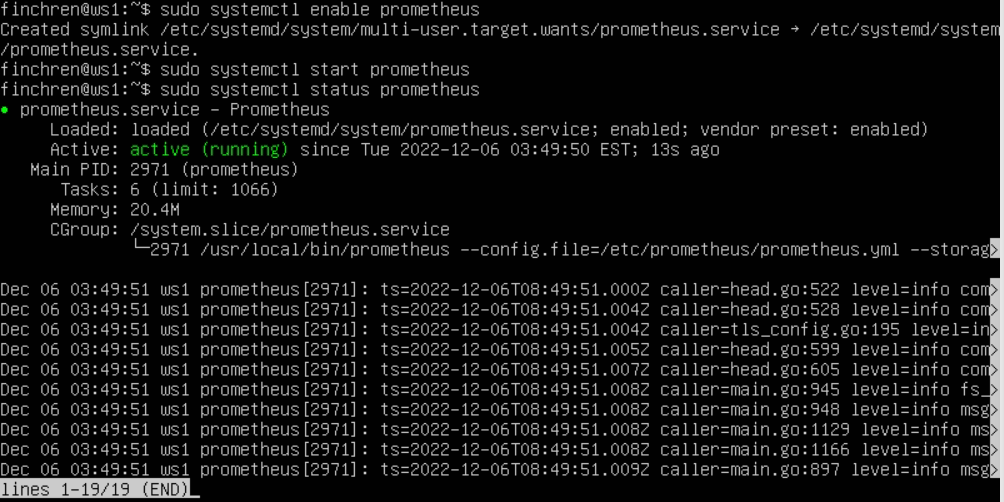 finchren@ws1:~$ sudo systemctl enable prometheus
Created symlink /etc/systemd/system/multi-user.target.wants/prometheus.service → /etc/systemd/system
/prometheus.service.
finchren@ws1:~$ sudo systemctl start prometheus
finchren@ws1:~$ sudo systemctl status prometheus
● prometheus.service - Prometheus
     Loaded: loaded (/etc/systemd/system/prometheus.service; enabled; vendor preset: enabled)
     Active: active (running) since Tue 2022-12-06 03:49:50 EST; 13s ago
   Main PID: 2971 (prometheus)
      Tasks: 6 (limit: 1066)
     Memory: 20.4M
     CGroup: /system.slice/prometheus.service
             └─2971 /usr/local/bin/prometheus --config.file=/etc/prometheus/prometheus.yml --storag>
Dec 06 03:49:51 ws1 prometheus[2971]: ts=2022-12-06T08:49:51.000Z caller=head.go:522 level=info com>
Dec 06 03:49:51 ws1 prometheus[2971]: ts=2022-12-06T08:49:51.004Z caller=head.go:528 level=info com>
Dec 06 03:49:51 ws1 prometheus[2971]: ts=2022-12-06T08:49:51.004Z caller=tls_config.go:195 level=in>
Dec 06 03:49:51 ws1 prometheus[2971]: ts=2022-12-06T08:49:51.005Z caller=head.go:599 level=info com>
Dec 06 03:49:51 ws1 prometheus[2971]: ts=2022-12-06T08:49:51.007Z caller=head.go:605 level=info com>
Dec 06 03:49:51 ws1 prometheus[2971]: ts=2022-12-06T08:49:51.008Z caller=main.go:945 level=info fs_>
Dec 06 03:49:51 ws1 prometheus[2971]: ts=2022-12-06T08:49:51.008Z caller=main.go:948 level=info msg>
Dec 06 03:49:51 ws1 prometheus[2971]: ts=2022-12-06T08:49:51.008Z caller=main.go:1129 level=info ms>
Dec 06 03:49:51 ws1 prometheus[2971]: ts=2022-12-06T08:49:51.008Z caller=main.go:1166 level=info ms>
Dec 06 03:49:51 ws1 prometheus[2971]: ts=2022-12-06T08:49:51.009Z caller=main.go:897 level=info msg>
lines 1-19/19 (END)